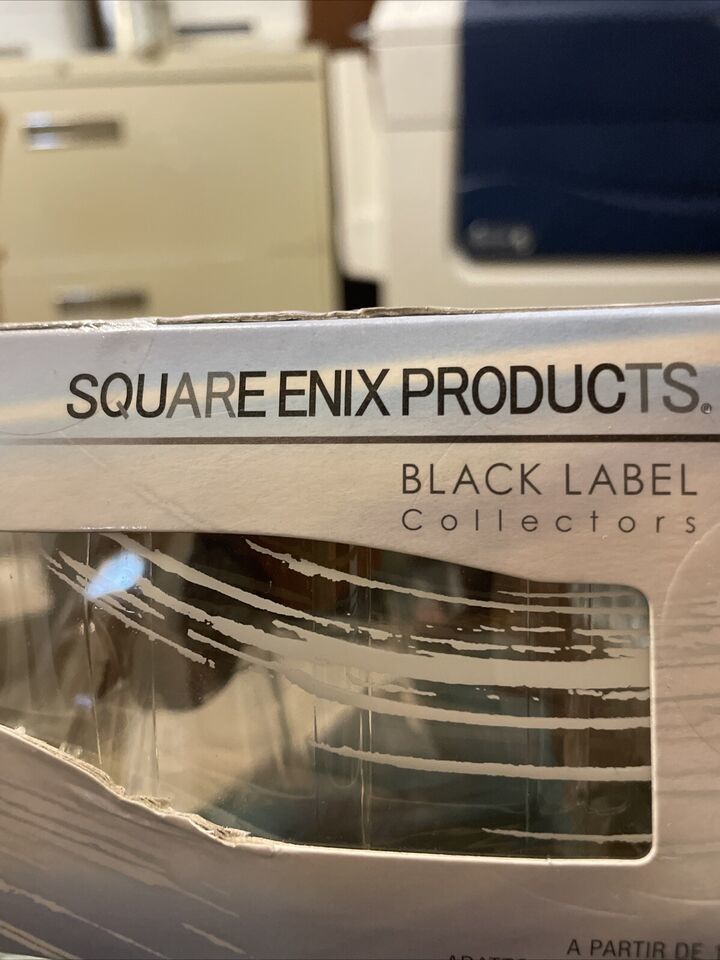 SQUARE ENIX PRODUCTS®
BLACK LABEL
Collectors
A PARTIR DE